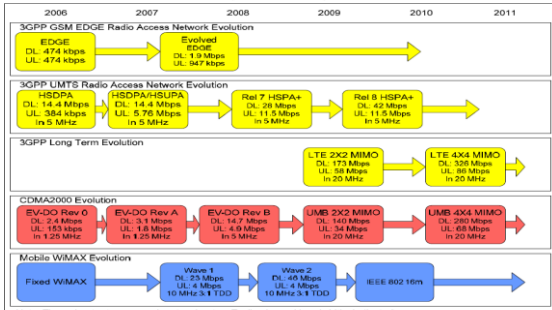 2006 2007 2008 2009 2010 2011
3GPP GSM EDGE Radio Access Network Evolution
EDGE
DL: 474 kbps
UL: 474 kbps
Evolved
EDGE
DL: 1.9 Mbps
UL: 947 kbps
3GPP UMTS Radio Access Network Evolution
HSDPA
DL: 14.4 Mbps
UL: 384 kbps
In 5 MHz
HSDPA/HSUPA
DL: 14.4 Mbps
UL: 5.76 Mbps
In 5 MHz
Rel 7 HSPA+
DL: 28 Mbps
UL: 11.5 Mbps
In 5 MHz
Rel 8 HSPA+
DL: 42 Mbps
UL: 11.5 Mbps
In 5 MHz
3GPP Long Term Evolution
LTE 2X2 MIMO
DL: 173 Mbps
UL: 58 Mbps
In 20 MHz
LTE 4X4 MIMO
DL: 326 Mbps
UL: 86 Mbps
In 20 MHz
CDMA2000 Evolution
EV-DO Rev 0
DL: 2.4 Mbps
UL: 153 kbps
In 1.25 MHz
EV-DO Rev A
DL: 3.1 Mbps
UL: 1.8 Mbps
In 1.25 MHz
EV-DO Rev B
DL: 14.7 Mbps
UL: 4.9 Mbps
In 5 MHz
UMB 2X2 MIMO
DL: 140 Mbps
UL: 34 Mbps
In 20 MHz
UMB 4X4 MIMO
DL: 280 Mbps
UL: 68 Mbps
In 20 MHz
Mobile WiMAX Evolution
Fixed WiMAX
Wave 1
DL: 23 Mbps
UL: 4 Mbps
10 MHz 3:1 TDD
Wave 2
DL: 46 Mbps
UL: 4 Mbps
10 MHz 3:1 TDD
IEEE 802 16m